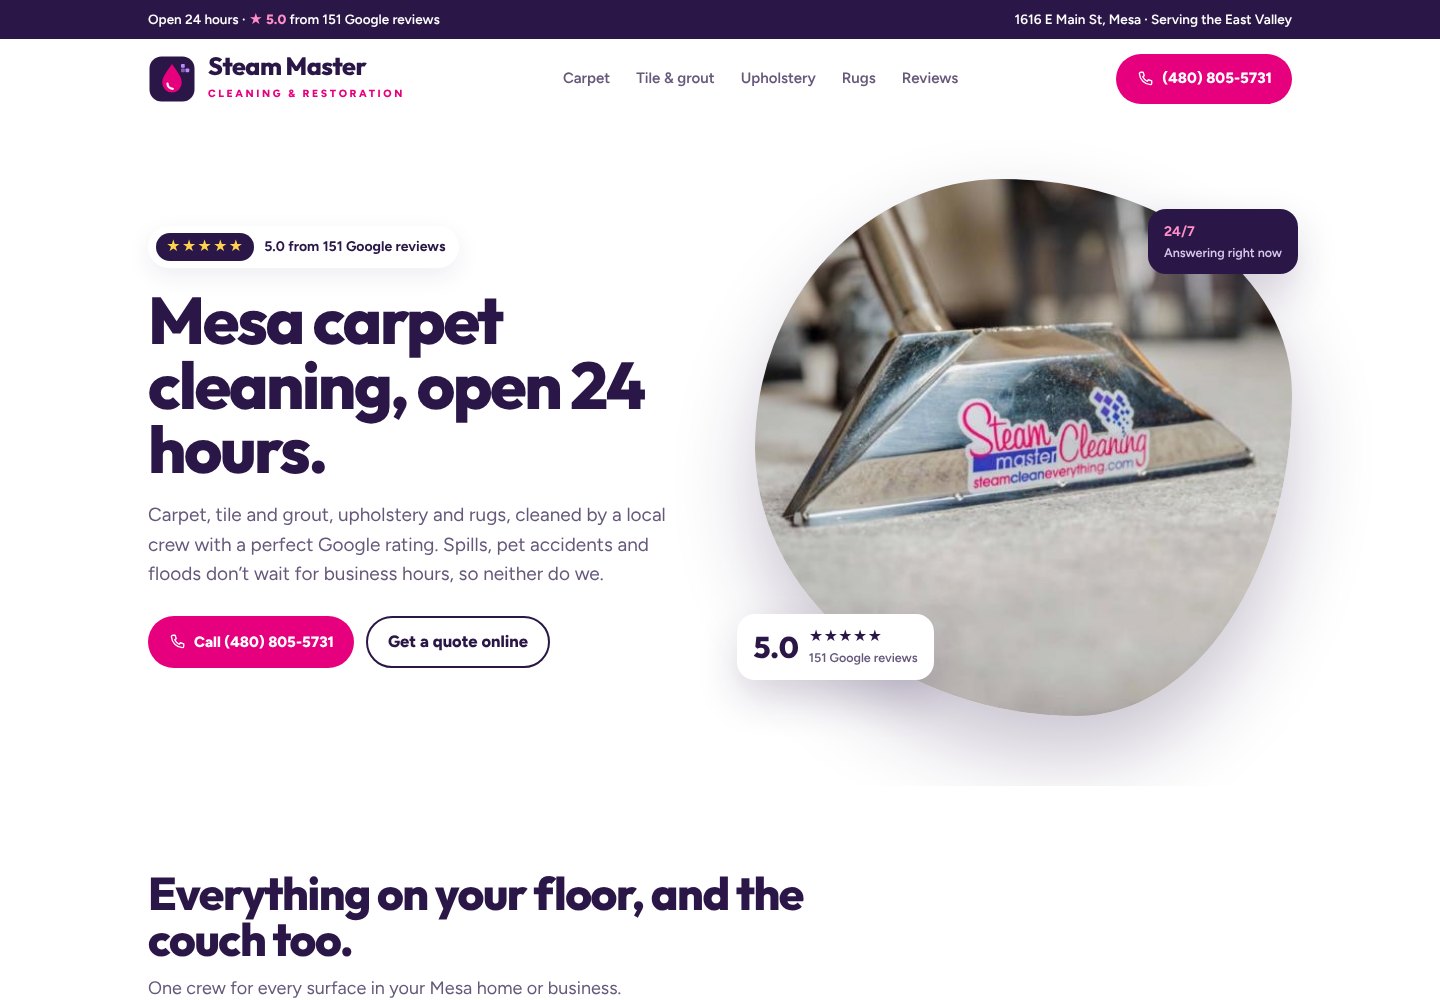 Open 24 hours · ★ 5.0 from 151 Google reviews
1616 E Main St, Mesa · Serving the East Valley
Steam Master
CLEANING & RESTORATION
Carpet
Tile & grout
Upholstery
Rugs
Reviews
(480) 805-5731
★★★★★ 5.0 from 151 Google reviews
Mesa carpet
cleaning, open 24
hours.
Carpet, tile and grout, upholstery and rugs, cleaned by a local
crew with a perfect Google rating. Spills, pet accidents and
floods don’t wait for business hours, so neither do we.
Call (480) 805-5731
Get a quote online
24/7
Answering right now
Steam
master Cleaning
steamcleaneverything.com
5.0 ★★★★★
151 Google reviews
Everything on your floor, and the
couch too.
One crew for every surface in your Mesa home or business.